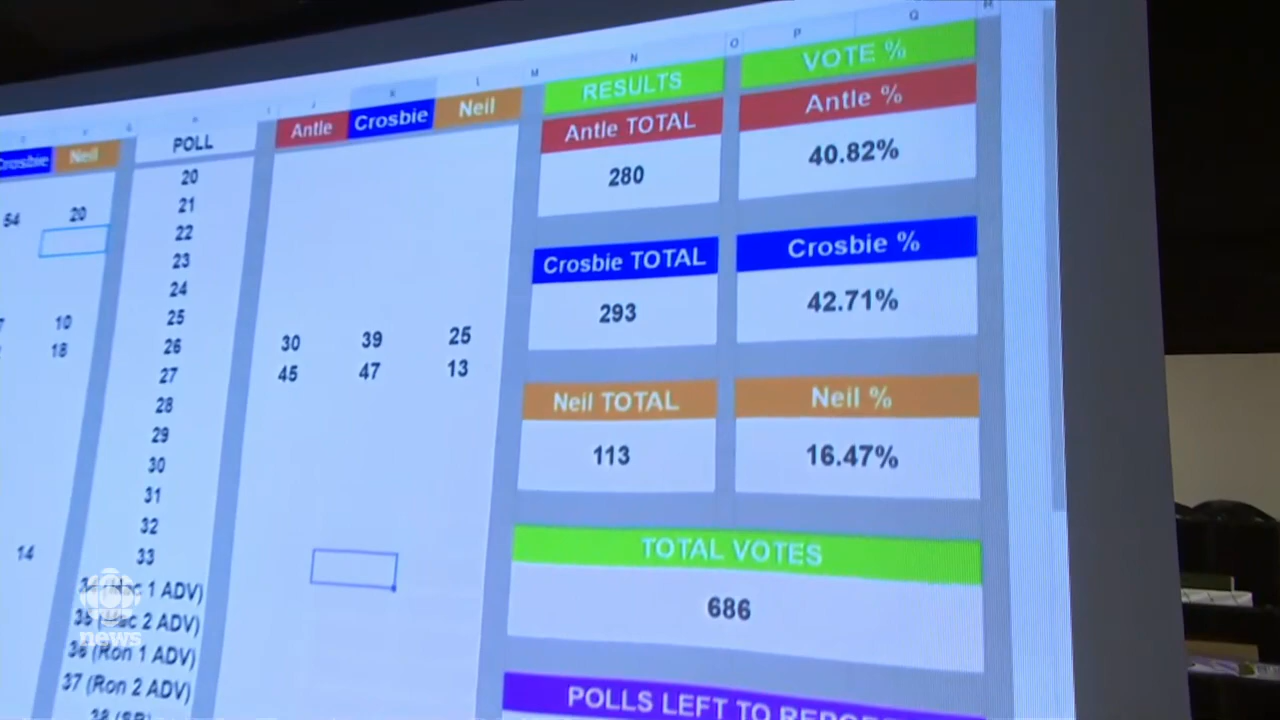 M N O P Q R
J K L
RESULTS VOTE %
Antle Crosbie Neil Antle TOTAL Antle %
Crosbie Neil POLL 280 40.82%
20
21
54 20 22
23 Crosbie TOTAL Crosbie %
24 293 42.71%
25
10 26 30 39 25
18 27 45 47 13
28 Neil TOTAL Neil %
29 113 16.47%
30
31
32 TOTAL VOTES
14 33 686
1 ADV)
2 ADV)
36 (Ron 1 ADV)
37 (Ron 2 ADV)
POLLS LEFT TO
news